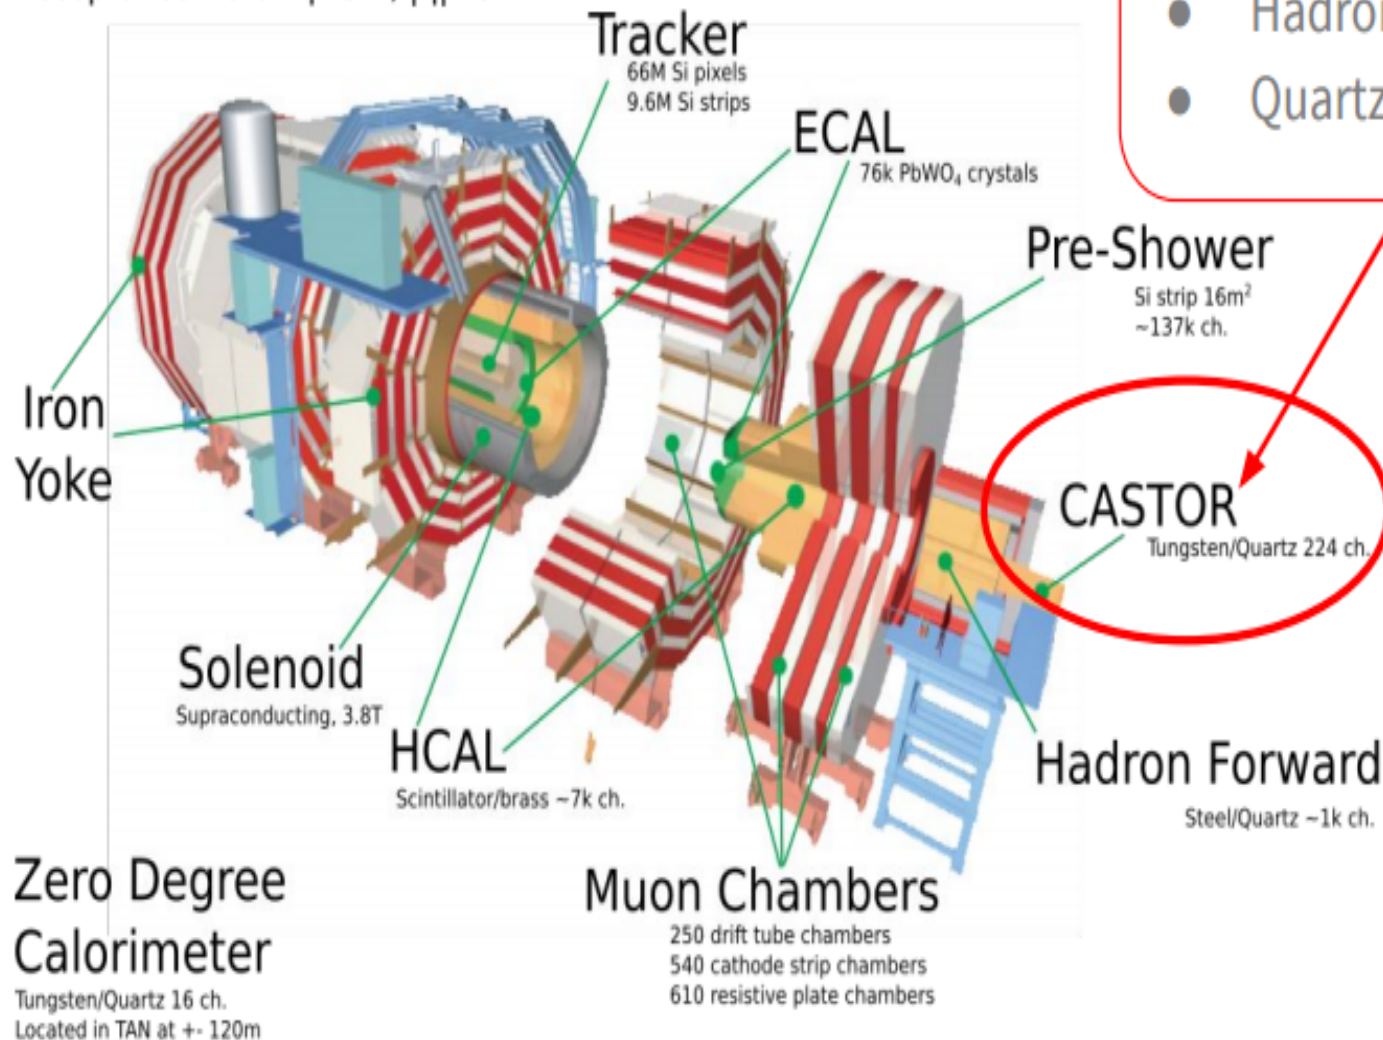 Tracker
66M Si pixels
9.6M Si strips
Quartz
ECAL
76k PbWO₄ crystals
Pre-Shower
Si strip 16m²
~137k ch.
Iron
Yoke
CASTOR
Tungsten/Quartz 224 ch.
Solenoid
Supraconducting, 3.8T
HCAL
Scintillator/brass ~7k ch.
Hadron Forward
Steel/Quartz ~1k ch.
Zero Degree
Calorimeter
Tungsten/Quartz 16 ch.
Located in TAN at +- 120m
Muon Chambers
250 drift tube chambers
540 cathode strip chambers
610 resistive plate chambers